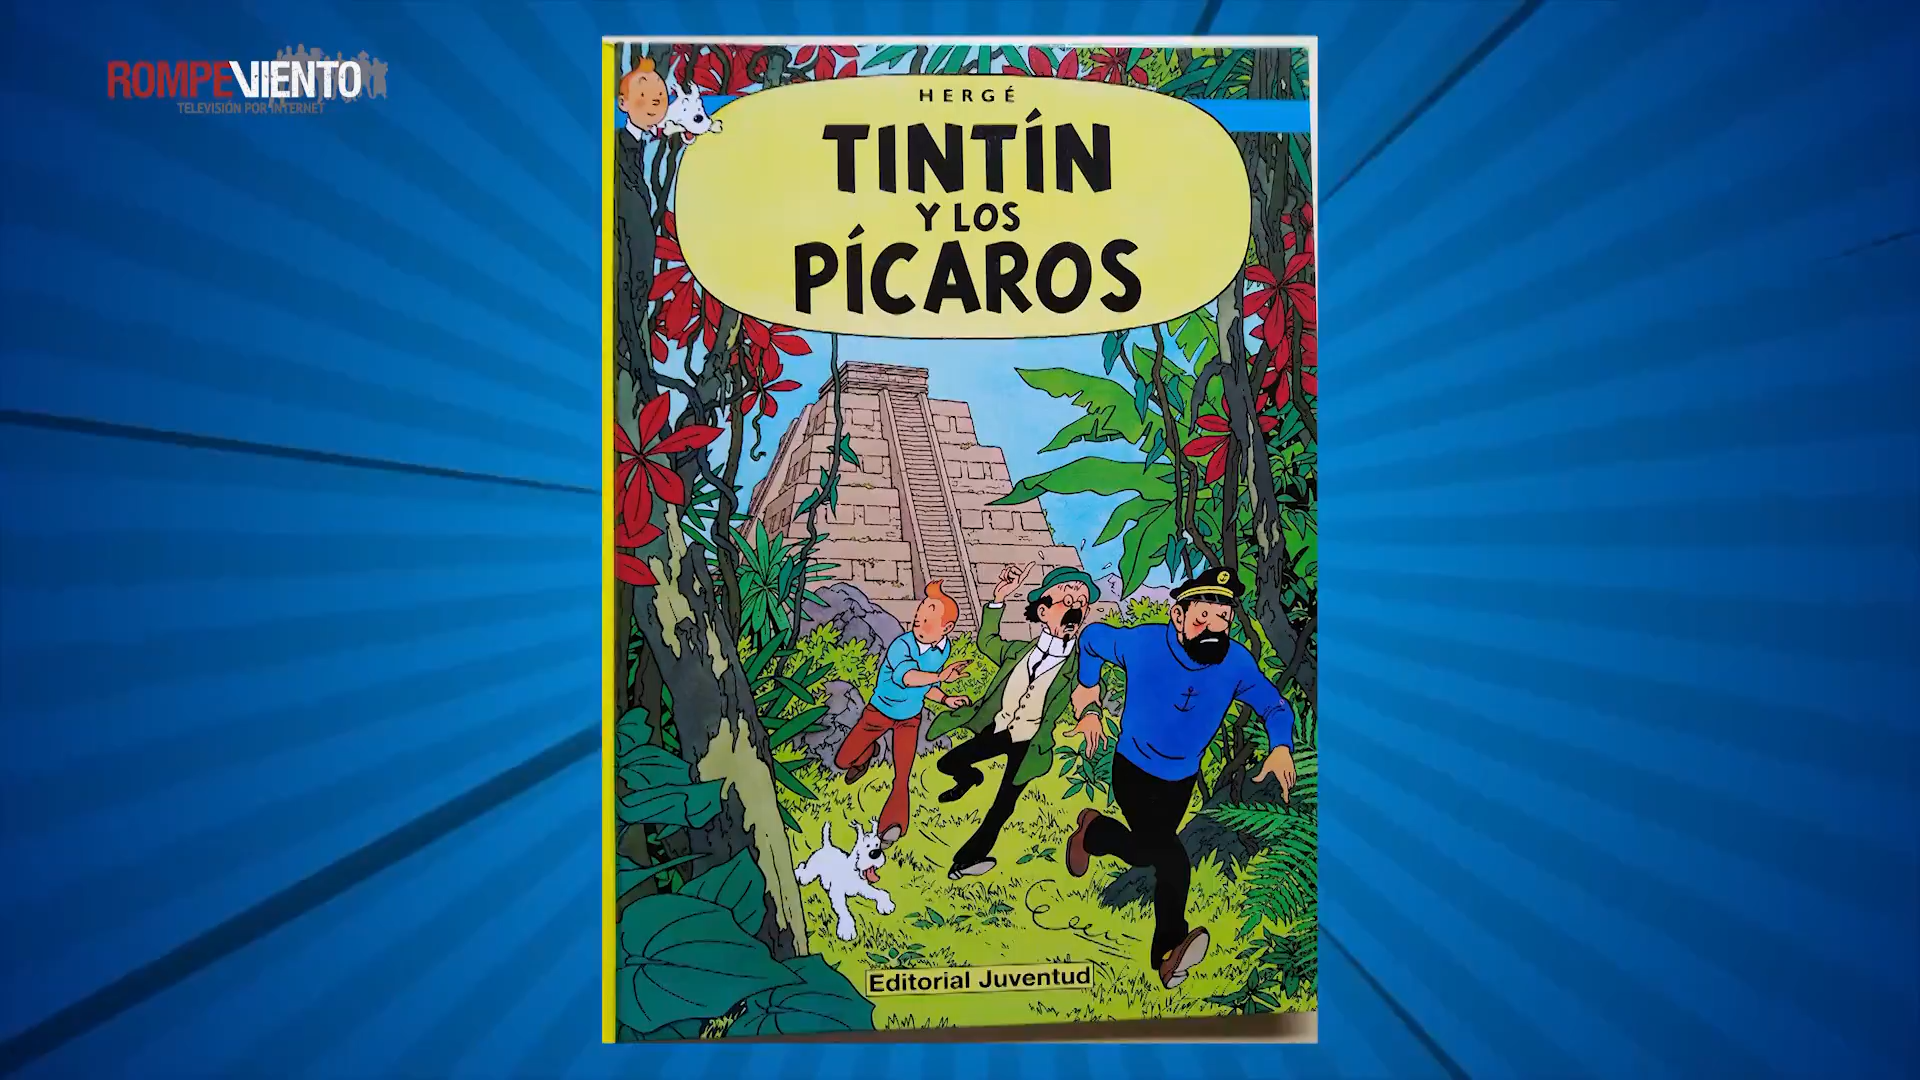 ROMPEVIENTO
TELEVISIÓN POR INTERNET
HERGÉ
TINTÍN
Y LOS
PÍCAROS
Editorial Juventud